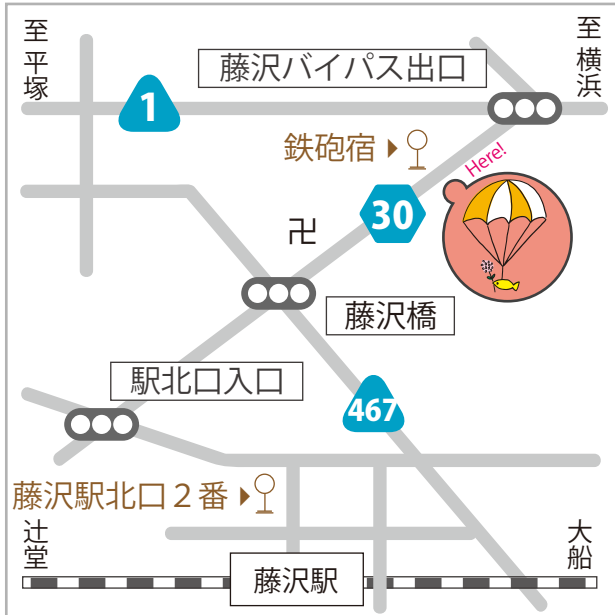 至平塚
至横浜
藤沢バイパス出口
1
鉄砲宿
Here!
30
卍
藤沢橋
駅北口入口
467
藤沢駅北口2番
辻堂
大船
藤沢駅